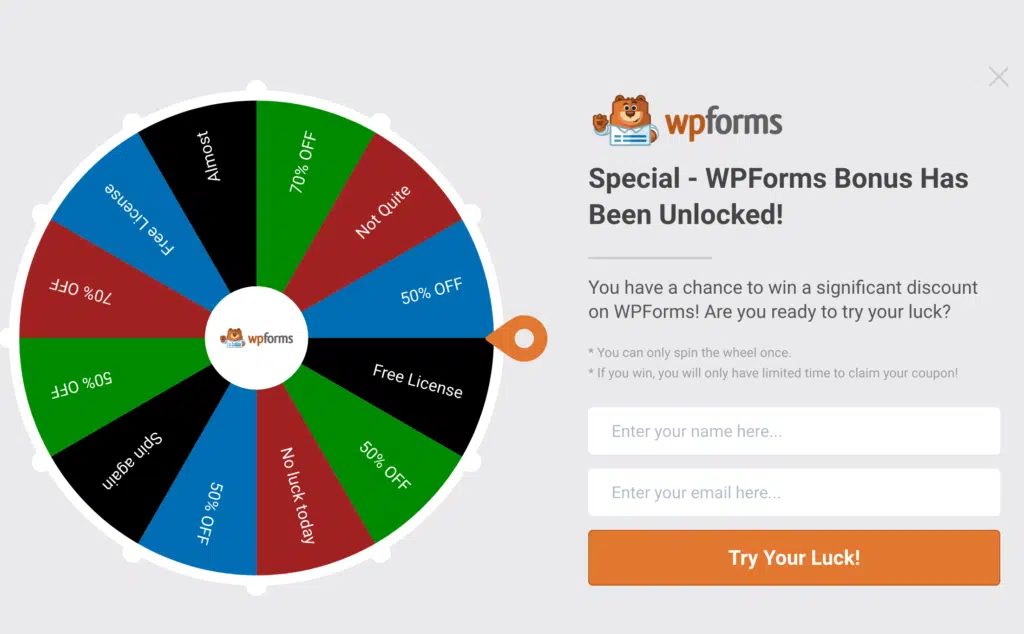 Almost
70% OFF
Not Quite
50% OFF
Free License
50% OFF
No luck today
50% OFF
Spin again
50% OFF
70% OFF
Free License
wpforms
wpforms
Special - WPForms Bonus Has
Been Unlocked!
You have a chance to win a significant discount
on WPForms! Are you ready to try your luck?
* You can only spin the wheel once.
* If you win, you will only have limited time to claim your coupon!
Enter your name here...
Enter your email here...
Try Your Luck!